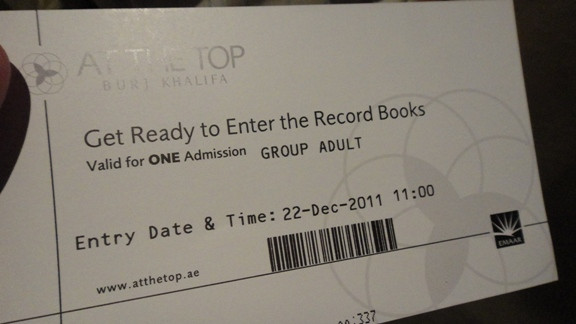 AT THE TOP
BURJ KHALIFA
Get Ready to Enter the Record Books
Valid for ONE Admission GROUP ADULT
Entry Date & Time: 22-Dec-2011 11:00
www.atthetop.ae
EMAAR
:337